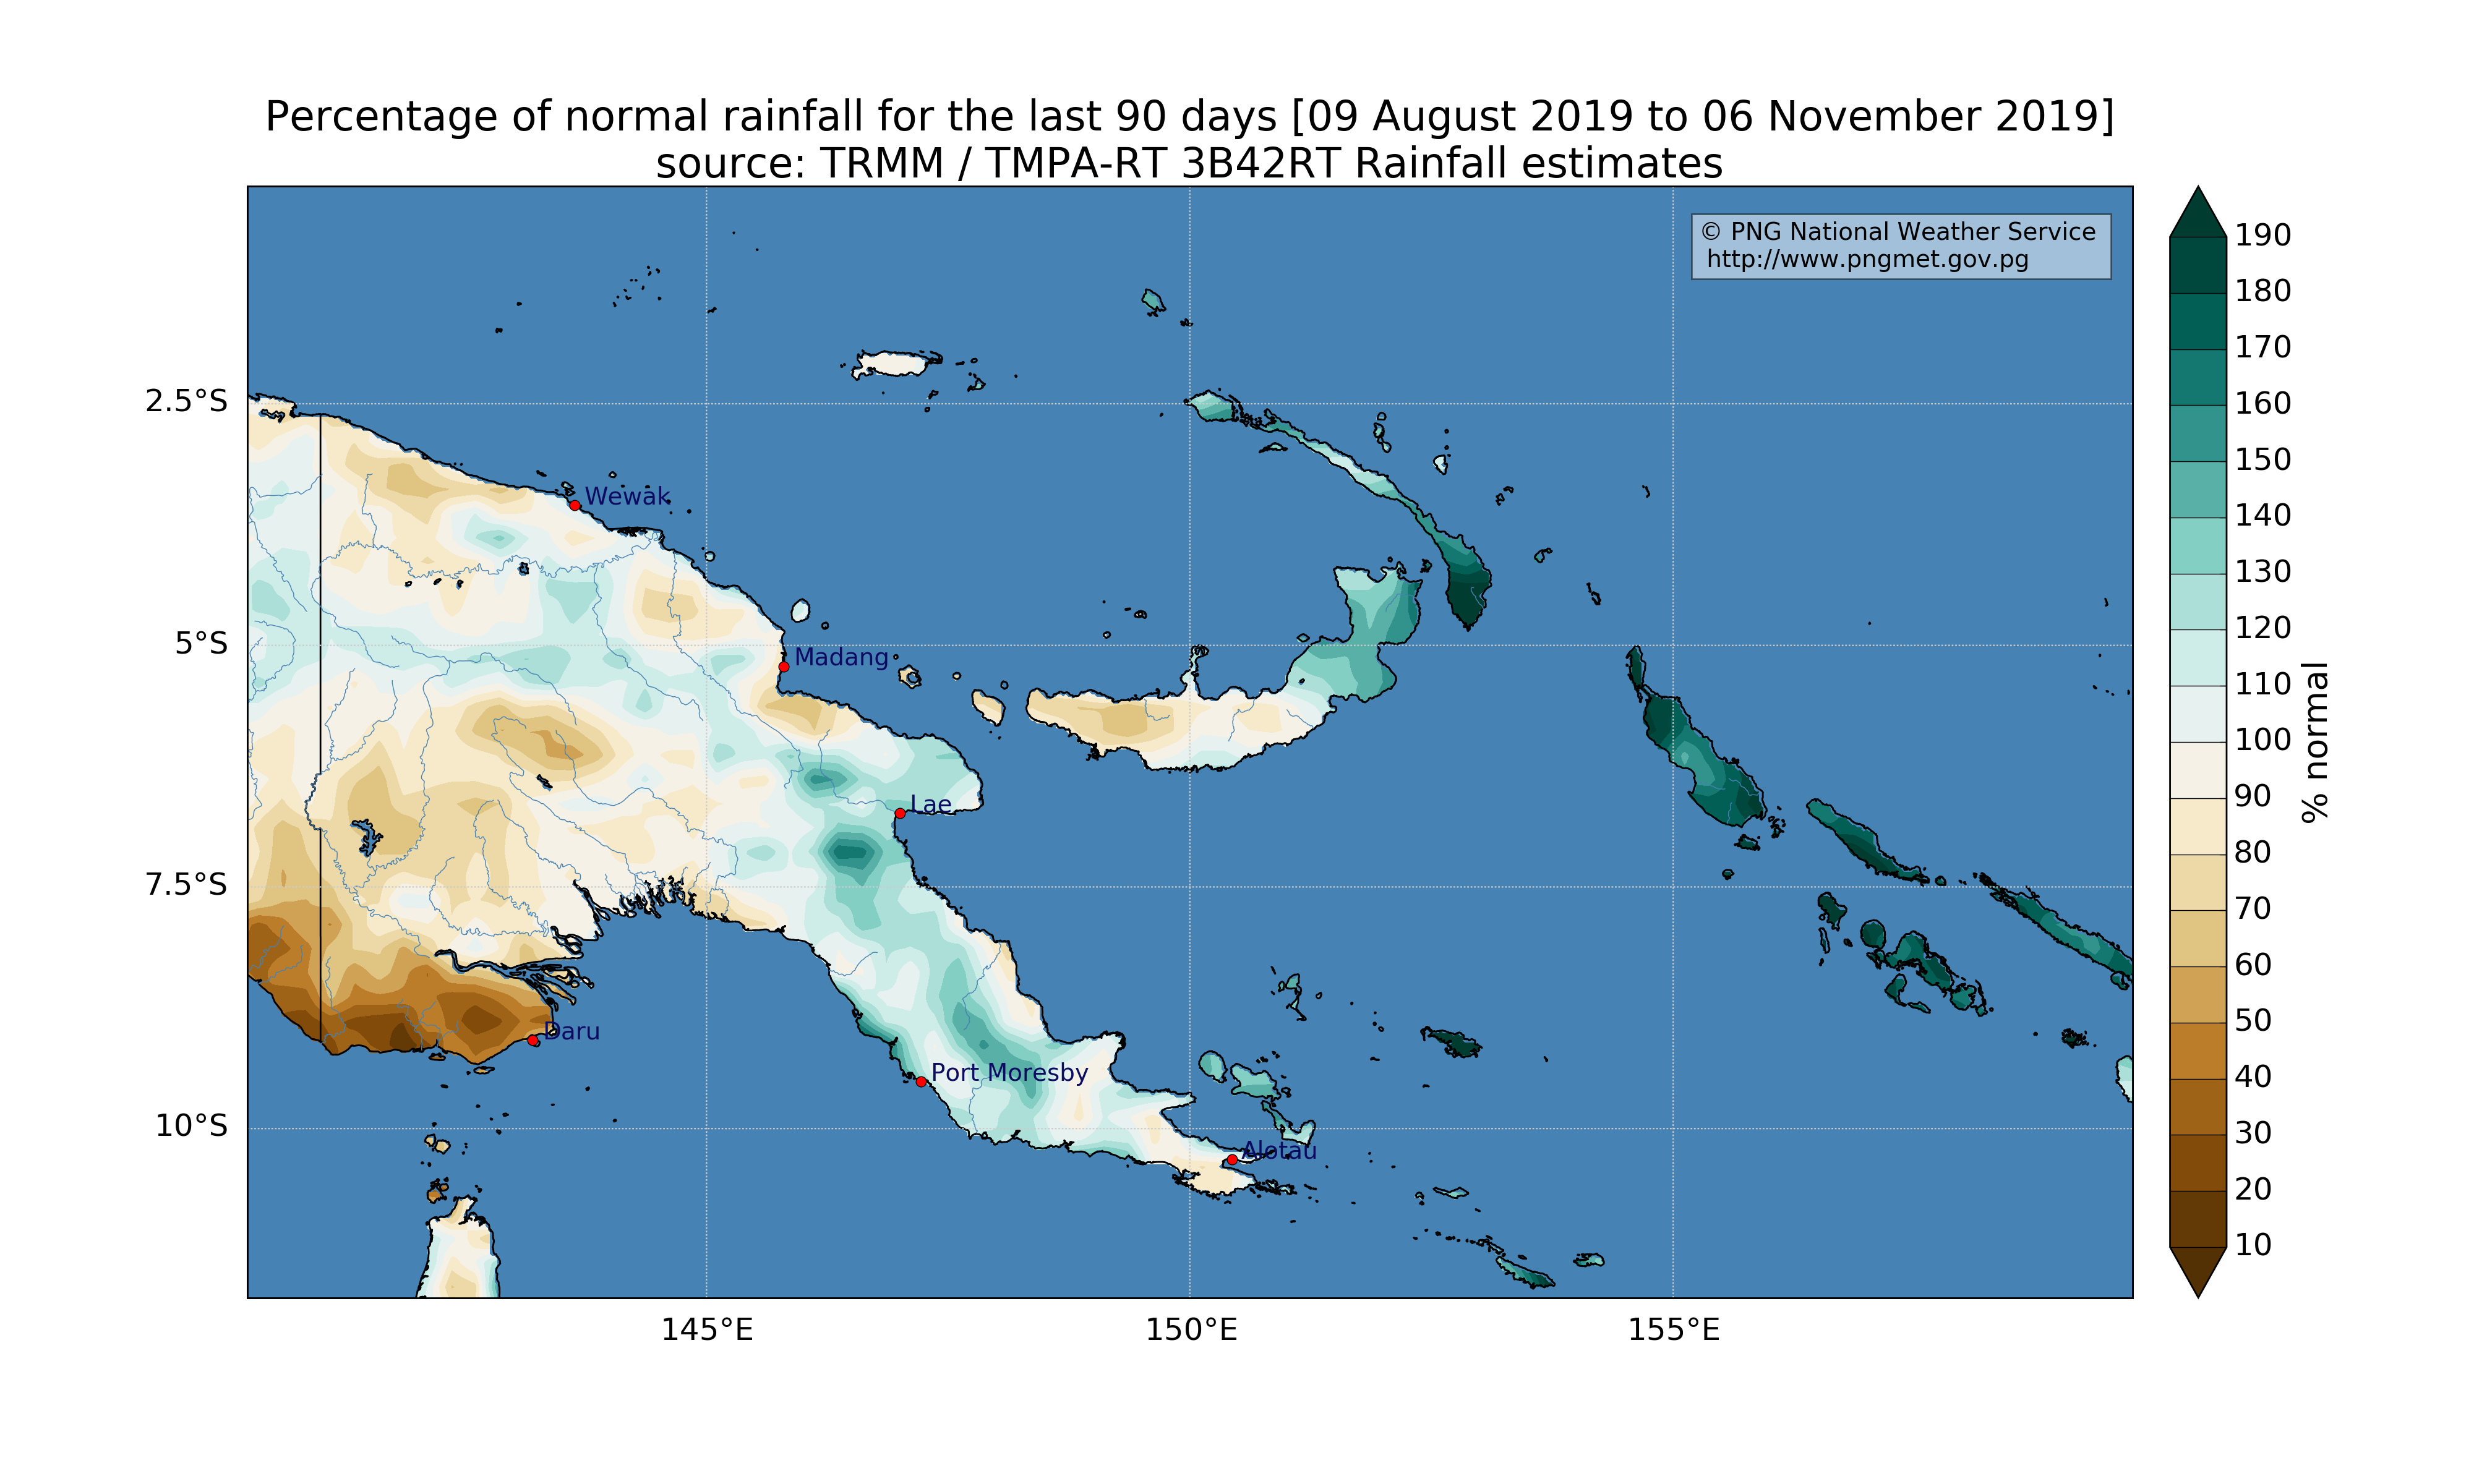 Percentage of normal rainfall for the last 90 days [09 August 2019 to 06 November 2019]
source: TRMM / TMPA-RT 3B42RT Rainfall estimates
© PNG National Weather Service
http://www.pngmet.gov.pg
190
180
170
160
150
140
130
120
110
100
90
80
70
60
50
40
30
20
10
% normal
2.5°S
5°S
7.5°S
10°S
Wewak
Madang
Lae
Daru
Port Moresby
Alotau
145°E
150°E
155°E